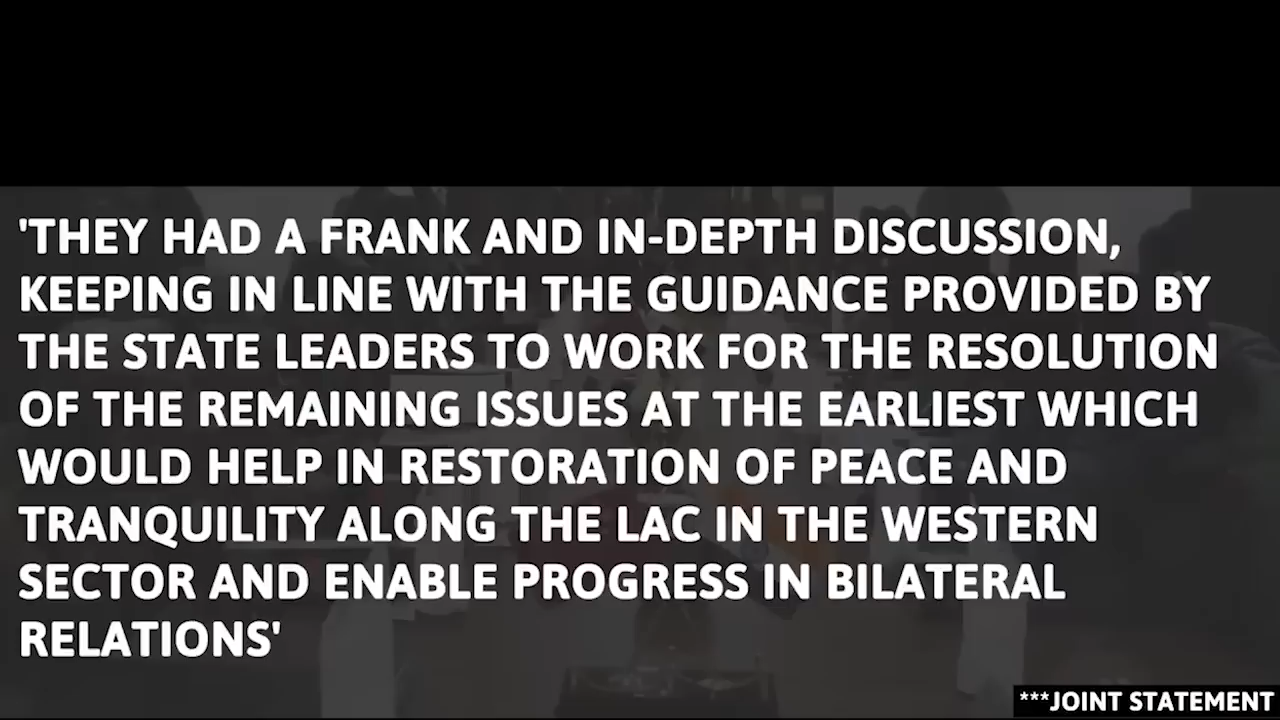 'THEY HAD A FRANK AND IN-DEPTH DISCUSSION,
KEEPING IN LINE WITH THE GUIDANCE PROVIDED BY
THE STATE LEADERS TO WORK FOR THE RESOLUTION
OF THE REMAINING ISSUES AT THE EARLIEST WHICH
WOULD HELP IN RESTORATION OF PEACE AND
TRANQUILITY ALONG THE LAC IN THE WESTERN
SECTOR AND ENABLE PROGRESS IN BILATERAL
RELATIONS'
***JOINT STATEMENT